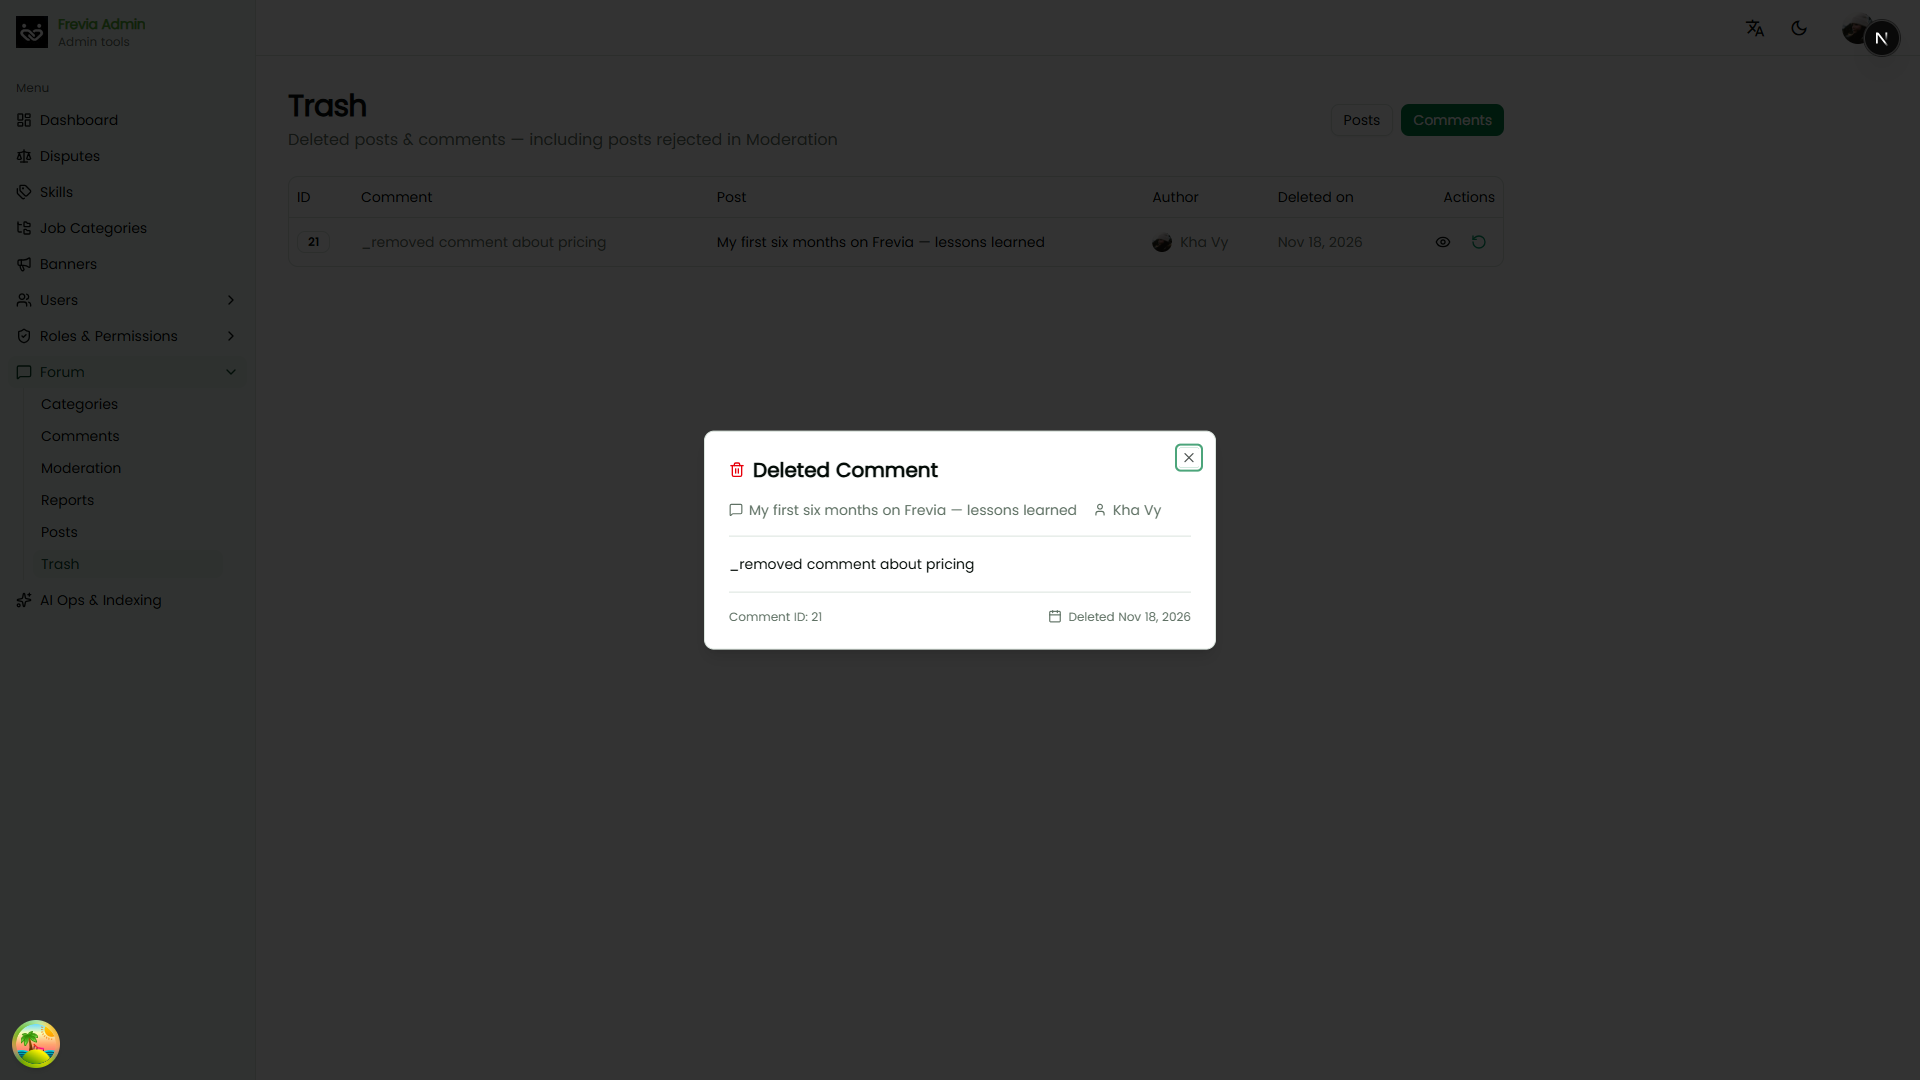 Frevia Admin
Admin tools
Menu
Dashboard
Disputes
Skills
Job Categories
Banners
Users
Roles & Permissions
Forum
Categories
Comments
Moderation
Reports
Posts
Trash
AI Ops & Indexing
N
Trash
Deleted posts & comments — including posts rejected in Moderation
Posts Comments
ID Comment Post Author Deleted on Actions
21 _removed comment about pricing My first six months on Frevia — lessons learned Kha Vy Nov 18, 2026
Deleted Comment
My first six months on Frevia — lessons learned Kha Vy
_removed comment about pricing
Comment ID: 21 Deleted Nov 18, 2026